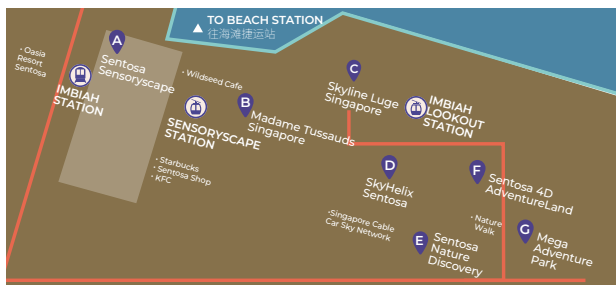 TO BEACH STATION
往海滩捷运站
A
Sentosa
Sensoryscape
• Oasia
Resort
Sentosa
IMBIAH
STATION
• Wildseed Cafe
SENSORYSCAPE
STATION
B
Madame Tussauds
Singapore
• Starbucks
• Sentosa Shop
• KFC
C
Skyline Luge
Singapore
IMBIAH
LOOKOUT
STATION
D
SkyHelix
Sentosa
•Singapore Cable
Car Sky Network
E
Sentosa
Nature
Discovery
F
Sentosa 4D
AdventureLand
• Nature
Walk
G
Mega
Adventure
Park